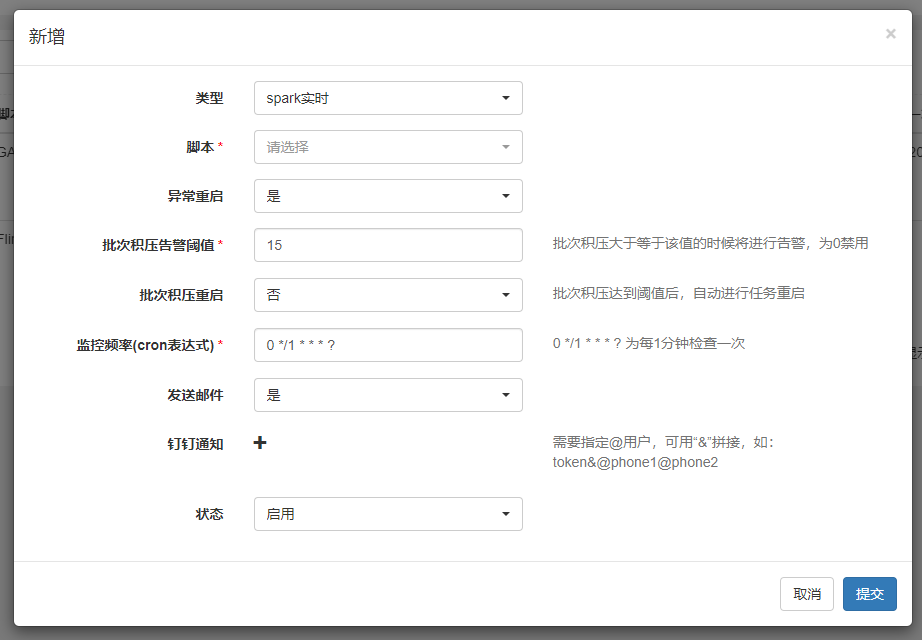 新增
×
类型 spark实时
脚本 * 请选择
异常重启 是
批次积压告警阈值 * 15 批次积压大于等于该值的时候将进行告警，为0禁用
批次积压重启 否 批次积压达到阈值后，自动进行任务重启
监控频率(cron表达式) * 0 */1 * * * ? 0 */1 * * * ? 为每1分钟检查一次
发送邮件 是
钉钉通知 需要指定@用户，可用“&”拼接，如：
token&@phone1@phone2
状态 启用
取消 提交